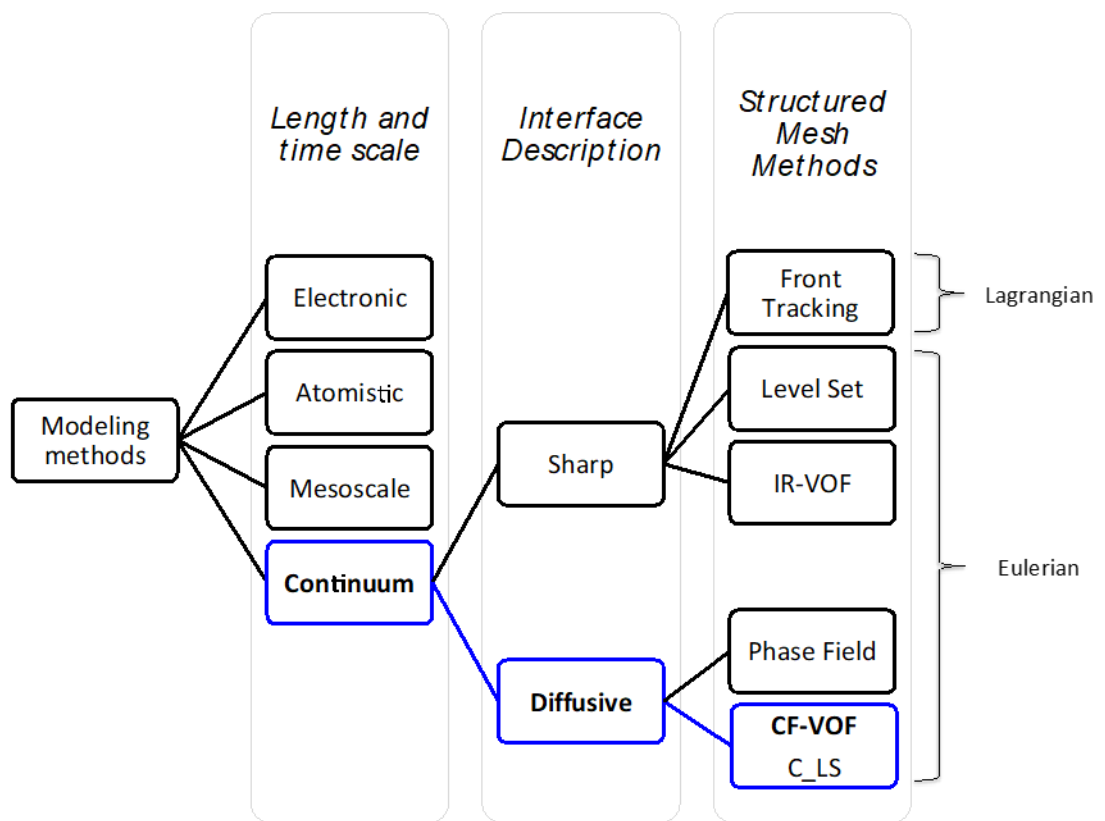 Length and
time scale
Interface
Description
Structured
Mesh
Methods
Modeling
methods
Electronic
Atomistic
Mesoscale
Continuum
Sharp
Diffusive
Front
Tracking
Level Set
IR-VOF
Phase Field
CF-VOF
C_LS
Lagrangian
Eulerian